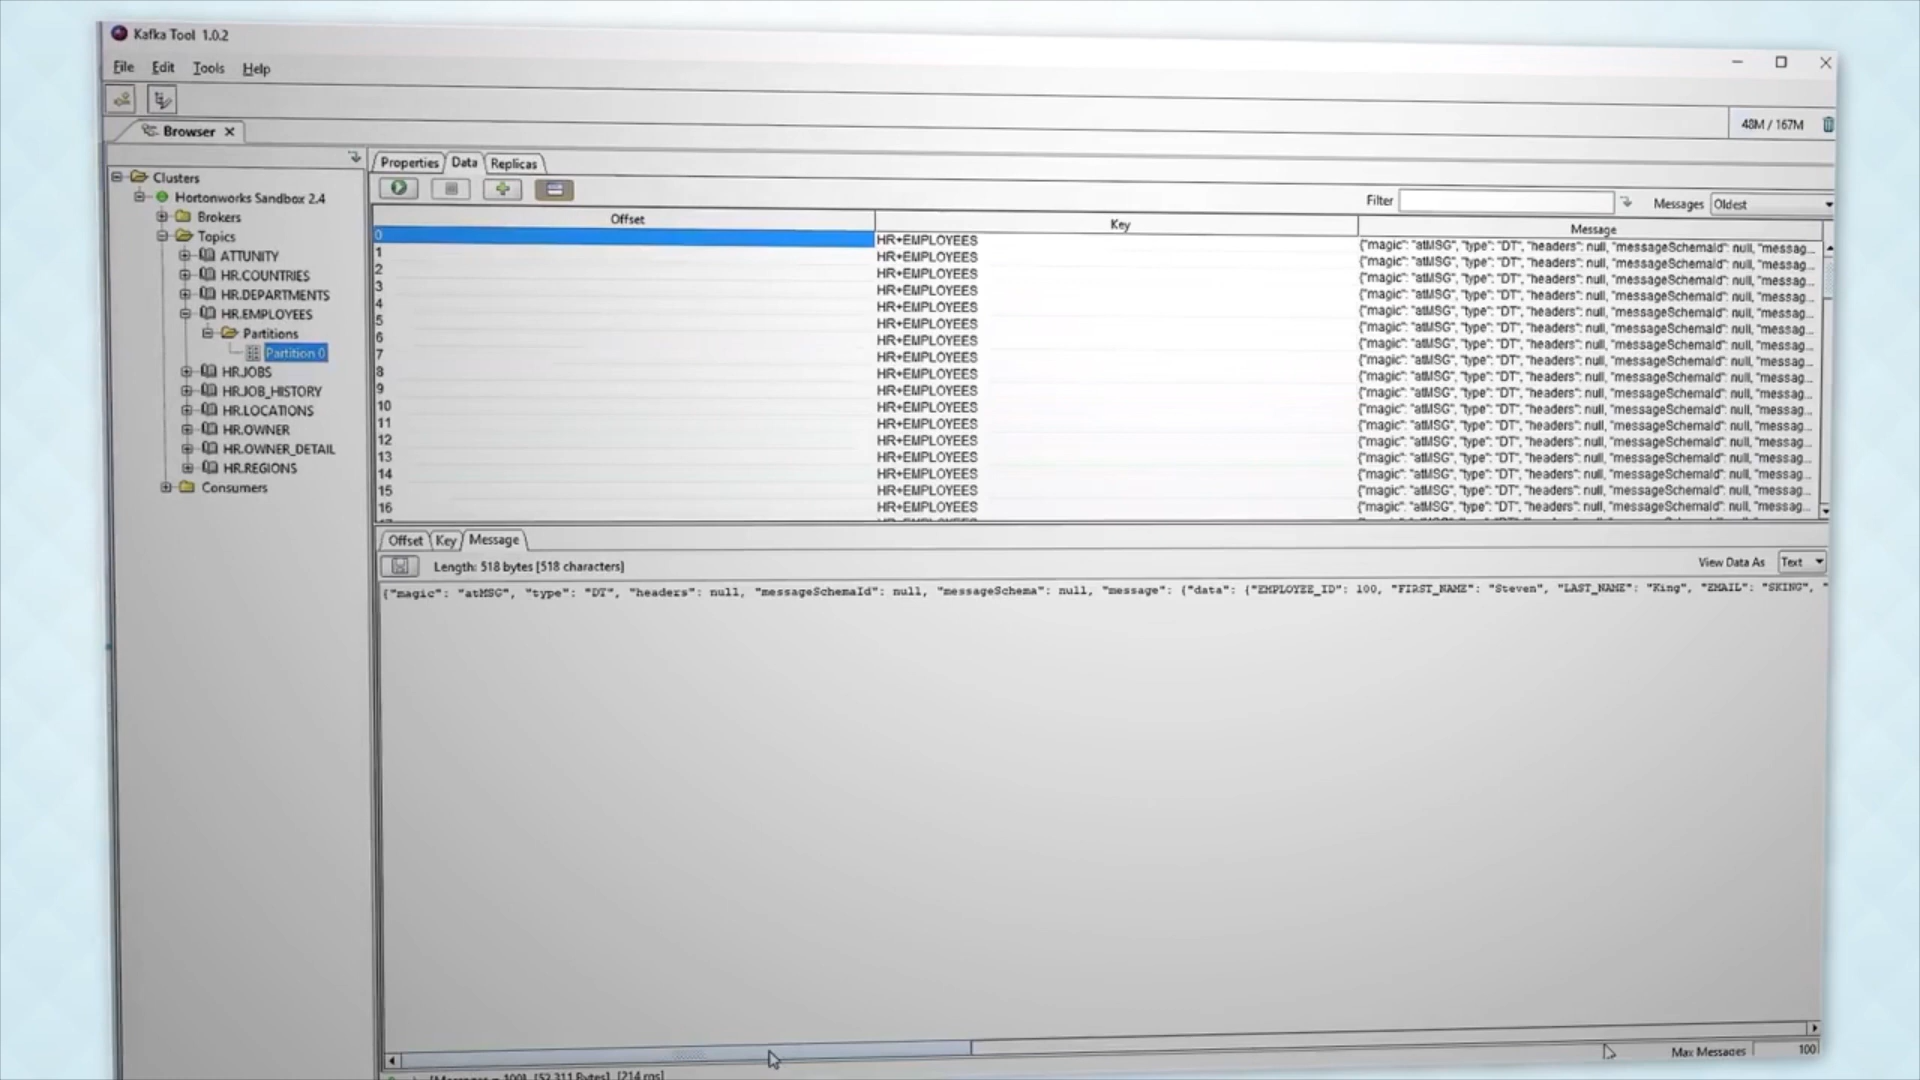 Kafka Tool 1.0.2
File Edit Tools Help
Browser
48M / 167M
Clusters
Hortonworks Sandbox 2.4
Brokers
Topics
ATTUNITY
HR.COUNTRIES
HR.DEPARTMENTS
HR.EMPLOYEES
Partitions
Partition 0
HR.JOBS
HR.JOB_HISTORY
HR.LOCATIONS
HR.OWNER
HR.OWNER_DETAIL
HR.REGIONS
Consumers
Properties Data Replicas
Filter Messages Oldest
Offset Key Message
0 HR+EMPLOYEES {"magic": "atMSG", "type": "DT", "headers": null, "messageSchemaId": null, "messag...
1 HR+EMPLOYEES {"magic": "atMSG", "type": "DT", "headers": null, "messageSchemaId": null, "messag...
2 HR+EMPLOYEES {"magic": "atMSG", "type": "DT", "headers": null, "messageSchemaId": null, "messag...
3 HR+EMPLOYEES {"magic": "atMSG", "type": "DT", "headers": null, "messageSchemaId": null, "messag...
4 HR+EMPLOYEES {"magic": "atMSG", "type": "DT", "headers": null, "messageSchemaId": null, "messag...
5 HR+EMPLOYEES {"magic": "atMSG", "type": "DT", "headers": null, "messageSchemaId": null, "messag...
6 HR+EMPLOYEES {"magic": "atMSG", "type": "DT", "headers": null, "messageSchemaId": null, "messag...
7 HR+EMPLOYEES {"magic": "atMSG", "type": "DT", "headers": null, "messageSchemaId": null, "messag...
8 HR+EMPLOYEES {"magic": "atMSG", "type": "DT", "headers": null, "messageSchemaId": null, "messag...
9 HR+EMPLOYEES {"magic": "atMSG", "type": "DT", "headers": null, "messageSchemaId": null, "messag...
10 HR+EMPLOYEES {"magic": "atMSG", "type": "DT", "headers": null, "messageSchemaId": null, "messag...
11 HR+EMPLOYEES {"magic": "atMSG", "type": "DT", "headers": null, "messageSchemaId": null, "messag...
12 HR+EMPLOYEES {"magic": "atMSG", "type": "DT", "headers": null, "messageSchemaId": null, "messag...
13 HR+EMPLOYEES {"magic": "atMSG", "type": "DT", "headers": null, "messageSchemaId": null, "messag...
14 HR+EMPLOYEES {"magic": "atMSG", "type": "DT", "headers": null, "messageSchemaId": null, "messag...
15 HR+EMPLOYEES {"magic": "atMSG", "type": "DT", "headers": null, "messageSchemaId": null, "messag...
16 HR+EMPLOYEES {"magic": "atMSG", "type": "DT", "headers": null, "messageSchemaId": null, "messag...
Offset Key Message
Length: 518 bytes [518 characters] View Data As Text
{"magic": "atMSG", "type": "DT", "headers": null, "messageSchemaId": null, "messageSchema": null, "message": {"data": {"EMPLOYEE_ID": 100, "FIRST_NAME": "Steven", "LAST_NAME": "King", "EMAIL": "SKING", "
Max Messages 100
[Messages = 100] [52,311 Bytes] [214 ms]